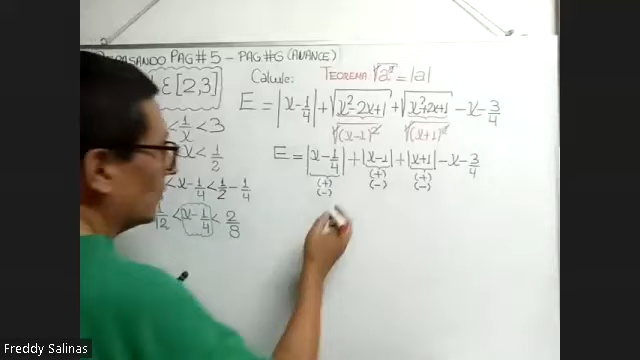 PASANDO PAG#5 - PAG#6 (AVANCE)
∈ [2,3]
Calcule: TEOREMA: √a² = |a|
E = |x-1/4| + √x²-2x+1 + √x²+2x+1 - x - 3/4
√(x-1)² √(x+1)²
< 1/x < 3
< x < 1/2
E = |x-1/4| + |x-1| + |x+1| - x - 3/4
(+) (+) (+)
(-) (-) (-)
< x-1/4 < 1/2 - 1/4
1/12 < x-1/4 < 2/8
Freddy Salinas